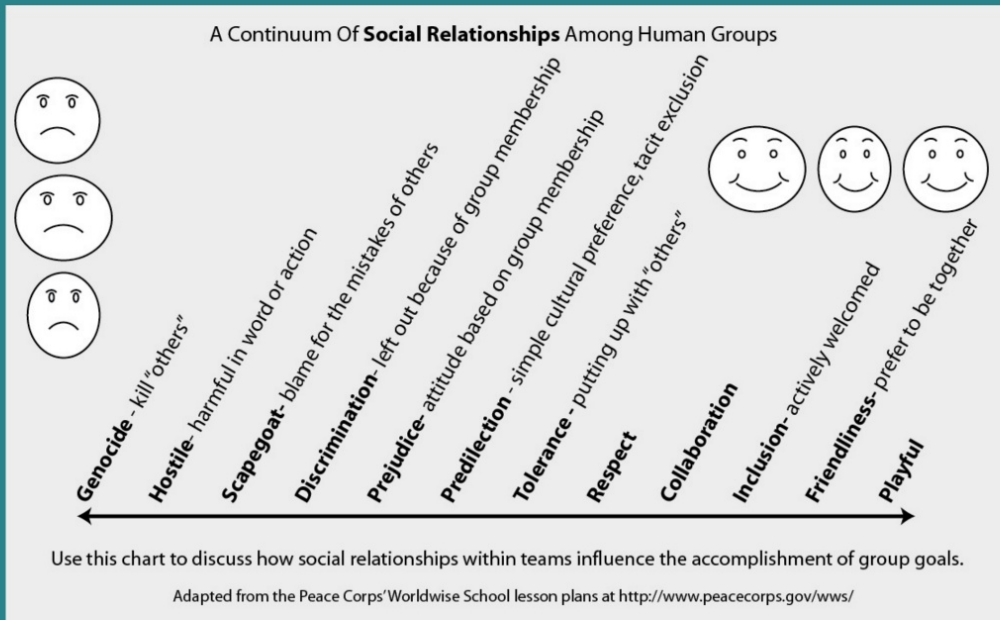 A Continuum Of Social Relationships Among Human Groups
Genocide - kill "others"
Hostile- harmful in word or action
Scapegoat- blame for the mistakes of others
Discrimination- left out because of group membership
Prejudice- attitude based on group membership
Predilection - simple cultural preference, tacit exclusion
Tolerance - putting up with "others"
Respect
Collaboration
Inclusion- actively welcomed
Friendliness- prefer to be together
Playful
Use this chart to discuss how social relationships within teams influence the accomplishment of group goals.
Adapted from the Peace Corps' Worldwise School lesson plans at http://www.peacecorps.gov/wws/